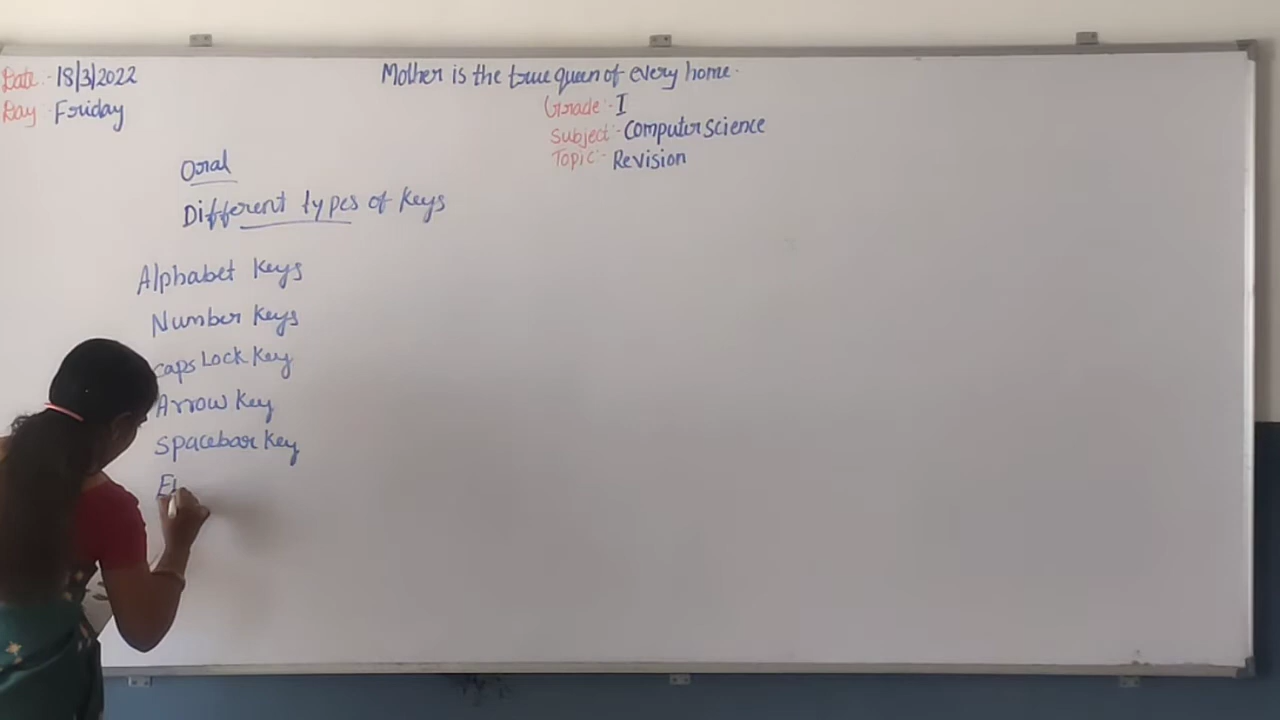 Date:- 18/3/2022
Day:- Friday
Mother is the true queen of every home.
Grade:- I
Subject:- Computer Science
Topic:- Revision
Oral
Different types of Keys
Alphabet Keys
Number Keys
Caps Lock Key
Arrow Key
Spacebar Key